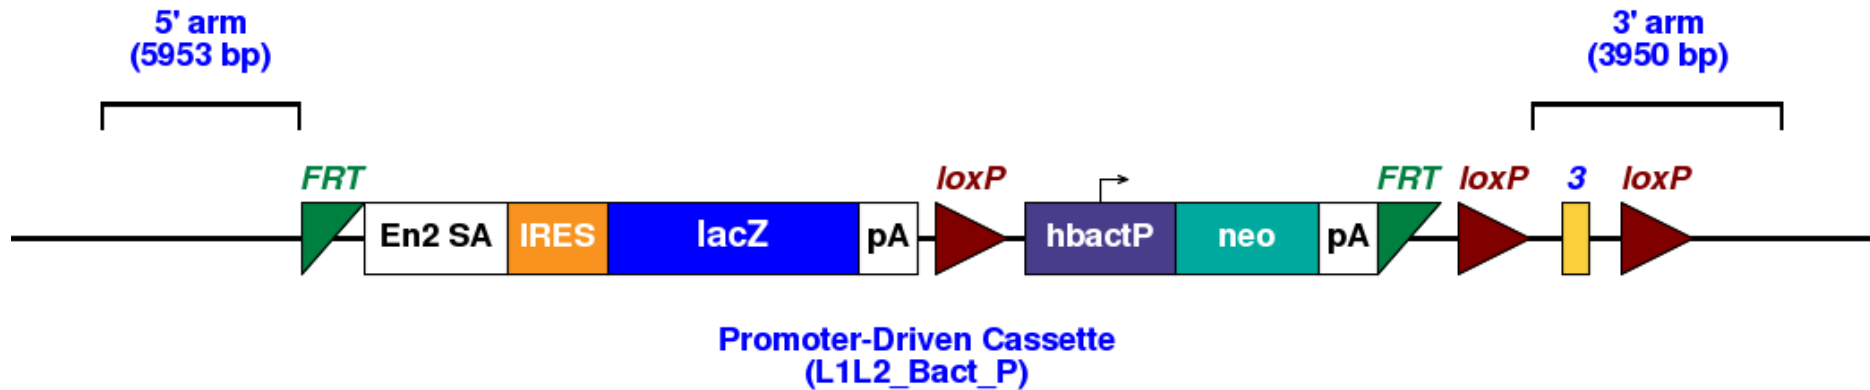 5' arm
(5953 bp)
3' arm
(3950 bp)
FRT
loxP
FRT
loxP
3
loxP
En2 SA
IRES
lacZ
pA
hbactP
neo
pA
Promoter-Driven Cassette
(L1L2_Bact_P)